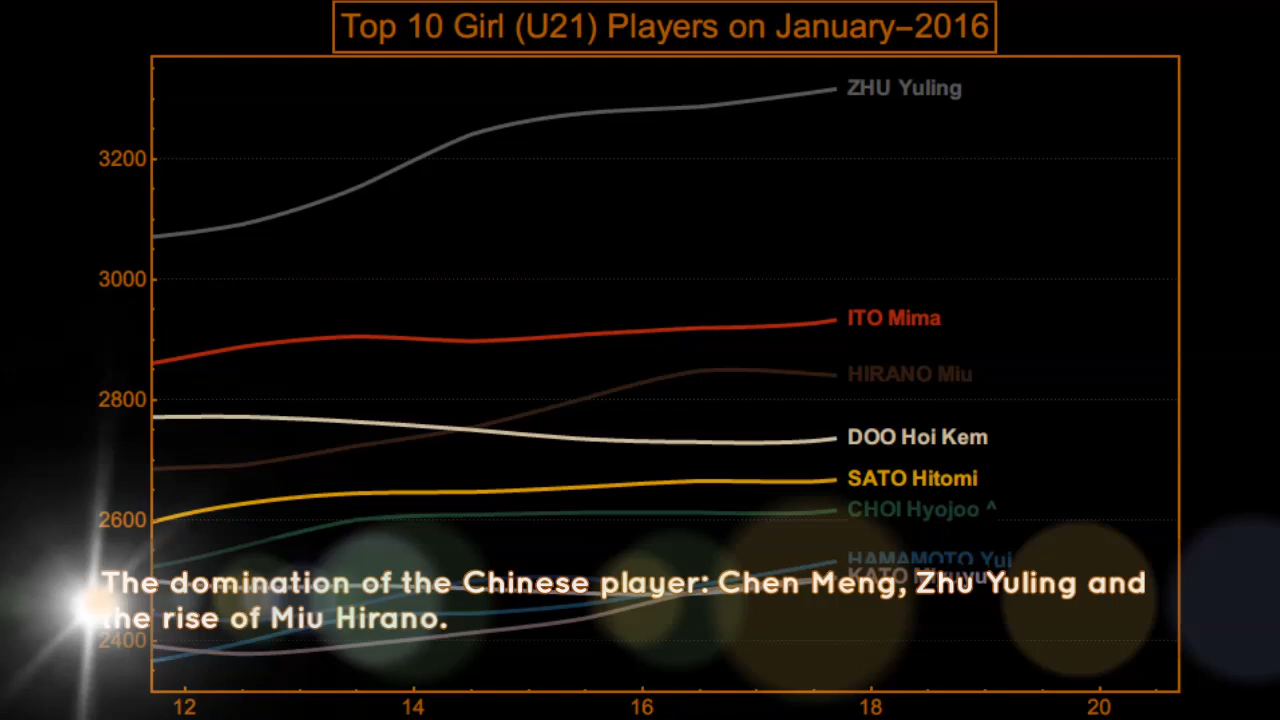 Top 10 Girl (U21) Players on January–2016
ZHU Yuling
3200
3000
ITO Mima
HIRANO Miu
2800
DOO Hoi Kem
SATO Hitomi
CHOI Hyojoo ^
2600
HAMAMOTO Yui
KATO
The domination of the Chinese player: Chen Meng, Zhu Yuling and
the rise of Miu Hirano.
2400
12 14 16 18 20